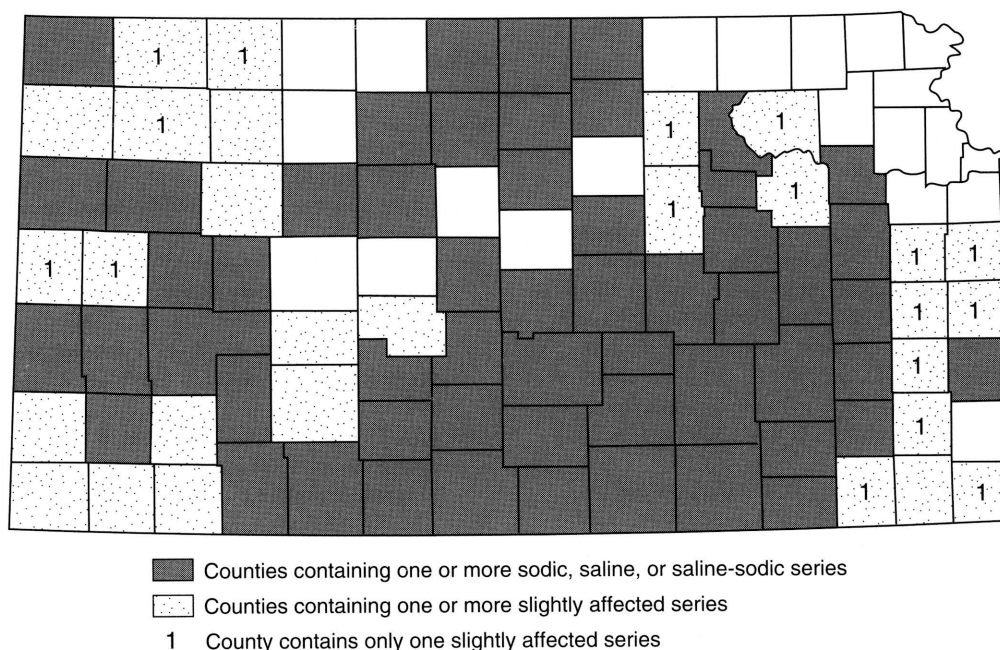 1 1
1 1 1
1
1
1 1 1 1
1 1
1
1
1 1
Counties containing one or more sodic, saline, or saline-sodic series
Counties containing one or more slightly affected series
1 County contains only one slightly affected series